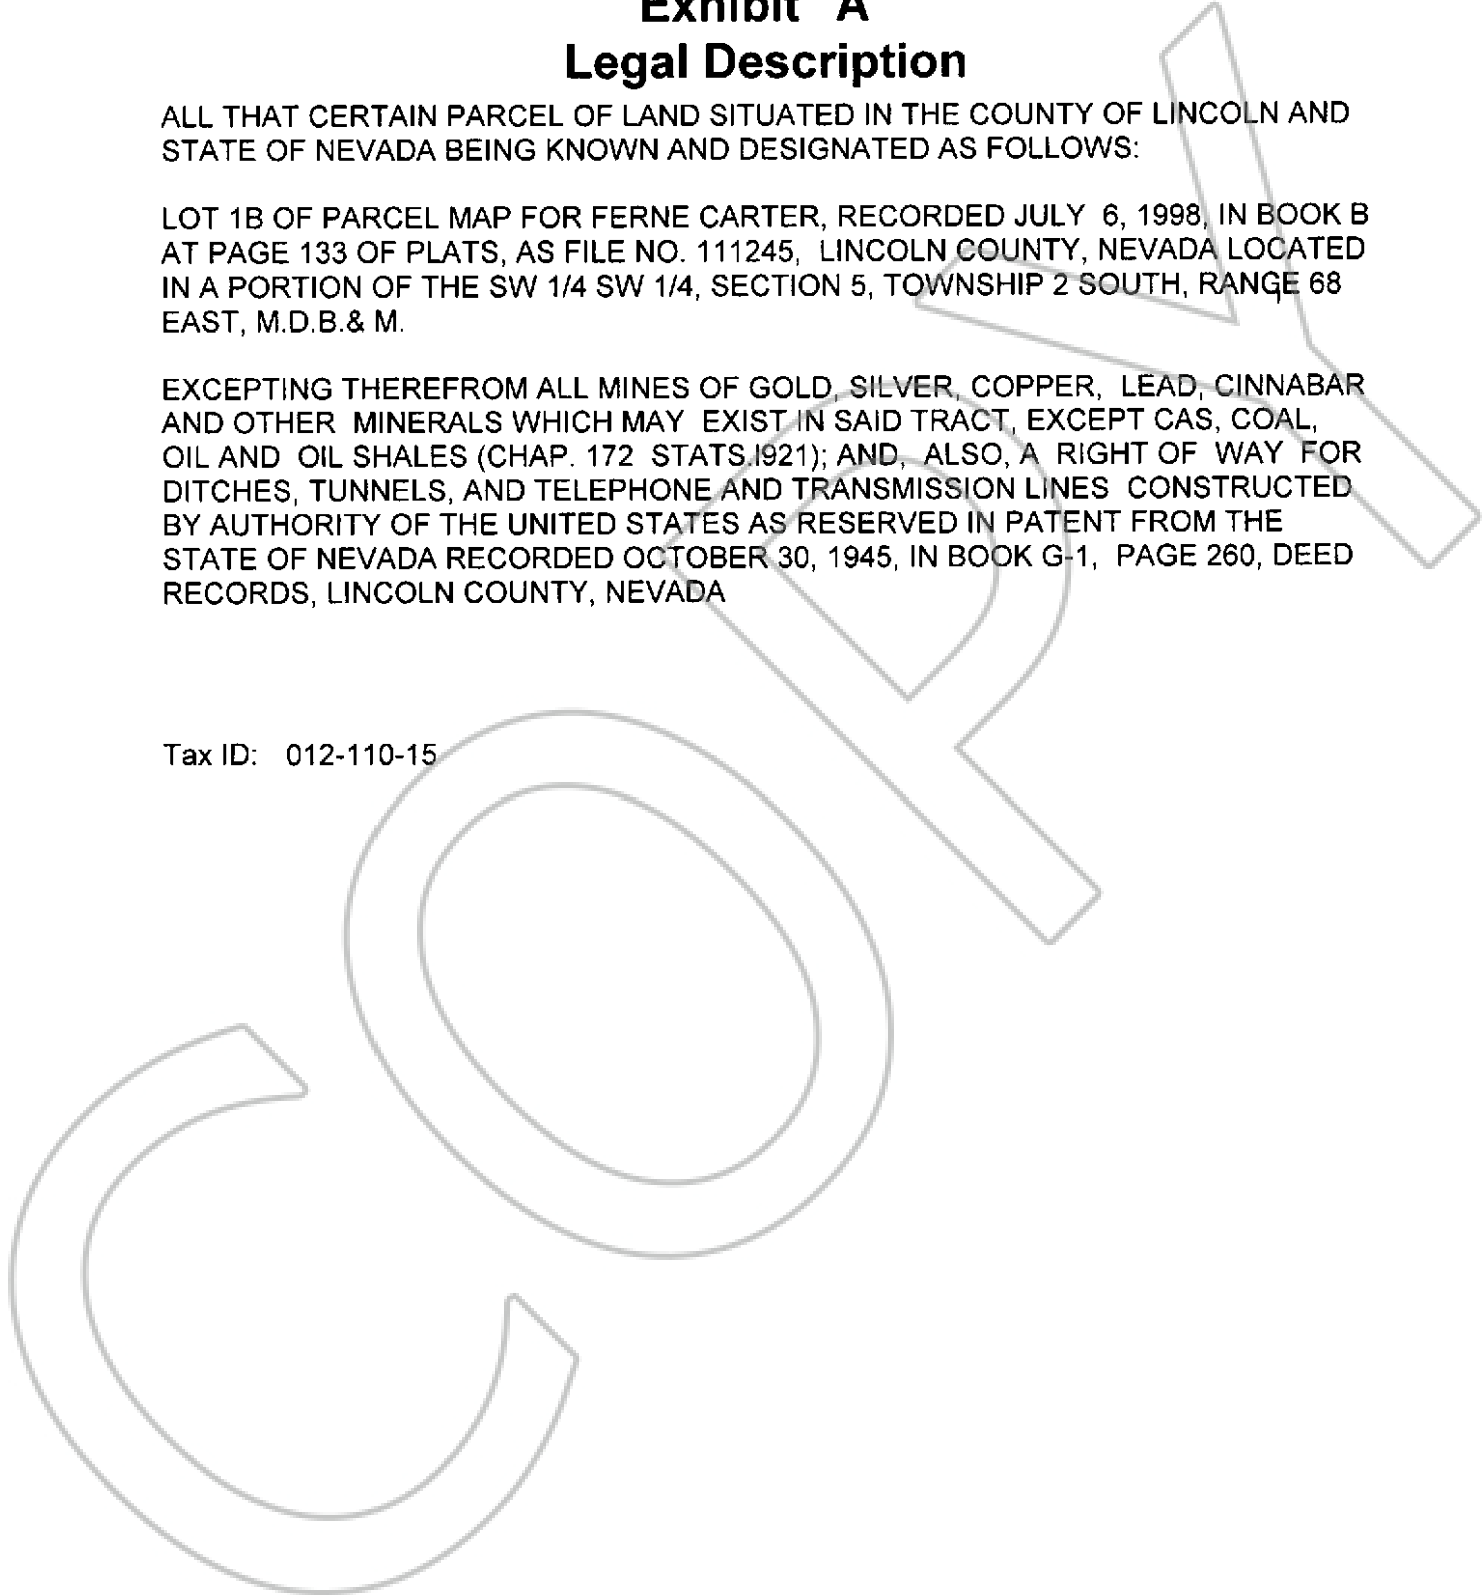 Exhibit "A
Legal Description
ALL THAT CERTAIN PARCEL OF LAND SITUATED IN THE COUNTY OF LINCOLN AND
STATE OF NEVADA BEING KNOWN AND DESIGNATED AS FOLLOWS:
LOT 1B OF PARCEL MAP FOR FERNE CARTER, RECORDED JULY 6, 1998, IN BOOK B
AT PAGE 133 OF PLATS, AS FILE NO. 111245, LINCOLN COUNTY, NEVADA LOCATED
IN A PORTION OF THE SW 1/4 SW 1/4, SECTION 5, TOWNSHIP 2 SOUTH, RANGE 68
EAST, M.D.B.& M.
EXCEPTING THEREFROM ALL MINES OF GOLD, SILVER, COPPER, LEAD, CINNABAR
AND OTHER MINERALS WHICH MAY EXIST IN SAID TRACT, EXCEPT CAS, COAL,
OIL AND OIL SHALES (CHAP. 172 STATS.I921); AND, ALSO, A RIGHT OF WAY FOR
DITCHES, TUNNELS, AND TELEPHONE AND TRANSMISSION LINES CONSTRUCTED
BY AUTHORITY OF THE UNITED STATES AS RESERVED IN PATENT FROM THE
STATE OF NEVADA RECORDED OCTOBER 30, 1945, IN BOOK G-1, PAGE 260, DEED
RECORDS, LINCOLN COUNTY, NEVADA
Tax ID: 012-110-15
COPY